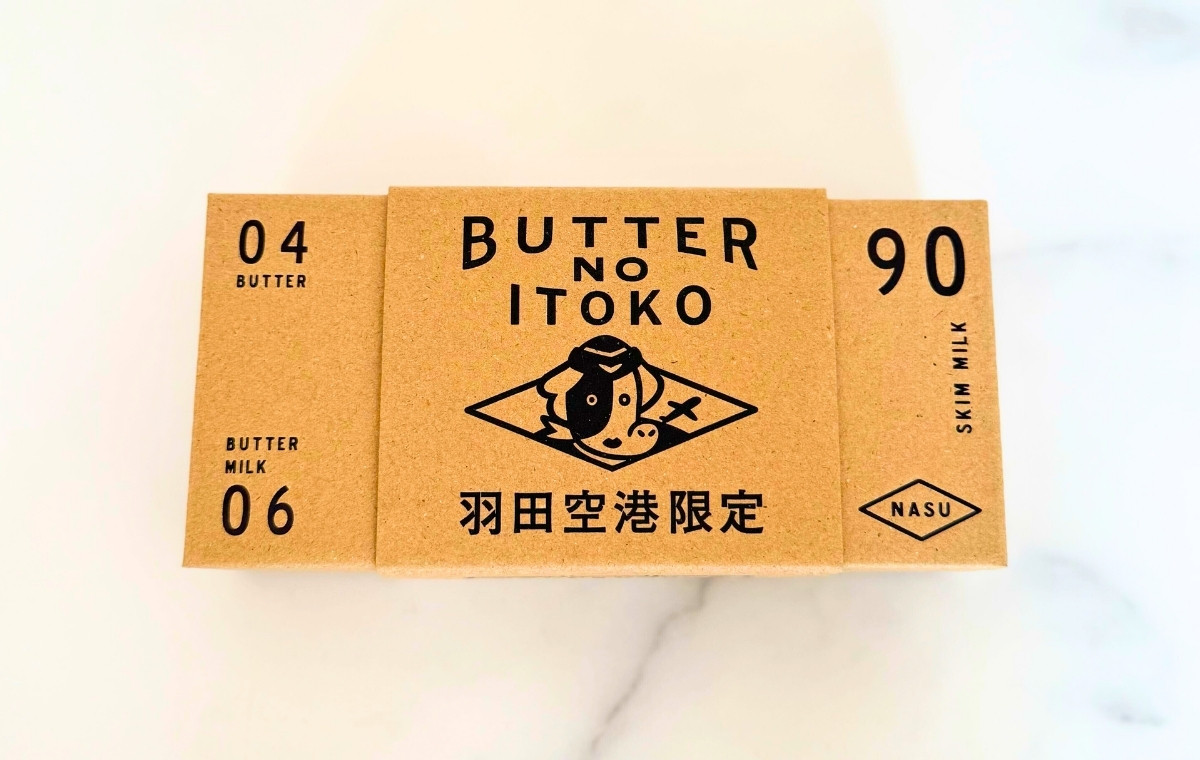 04
BUTTER
BUTTER
MILK
06
BUTTER
NO
ITOKO
羽田空港限定
90
SKIM MILK
NASU